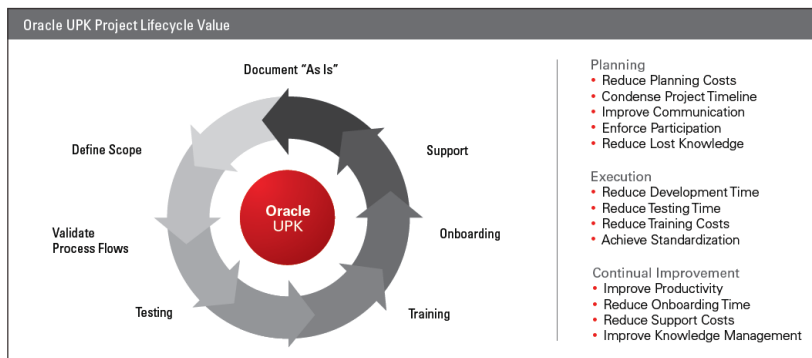 Oracle UPK Project Lifecycle Value
Document “As Is”
Define Scope
Validate
Process Flows
Testing
Training
Onboarding
Support
Oracle
UPK
Planning
• Reduce Planning Costs
• Condense Project Timeline
• Improve Communication
• Enforce Participation
• Reduce Lost Knowledge
Execution
• Reduce Development Time
• Reduce Testing Time
• Reduce Training Costs
• Achieve Standardization
Continual Improvement
• Improve Productivity
• Reduce Onboarding Time
• Reduce Support Costs
• Improve Knowledge Management